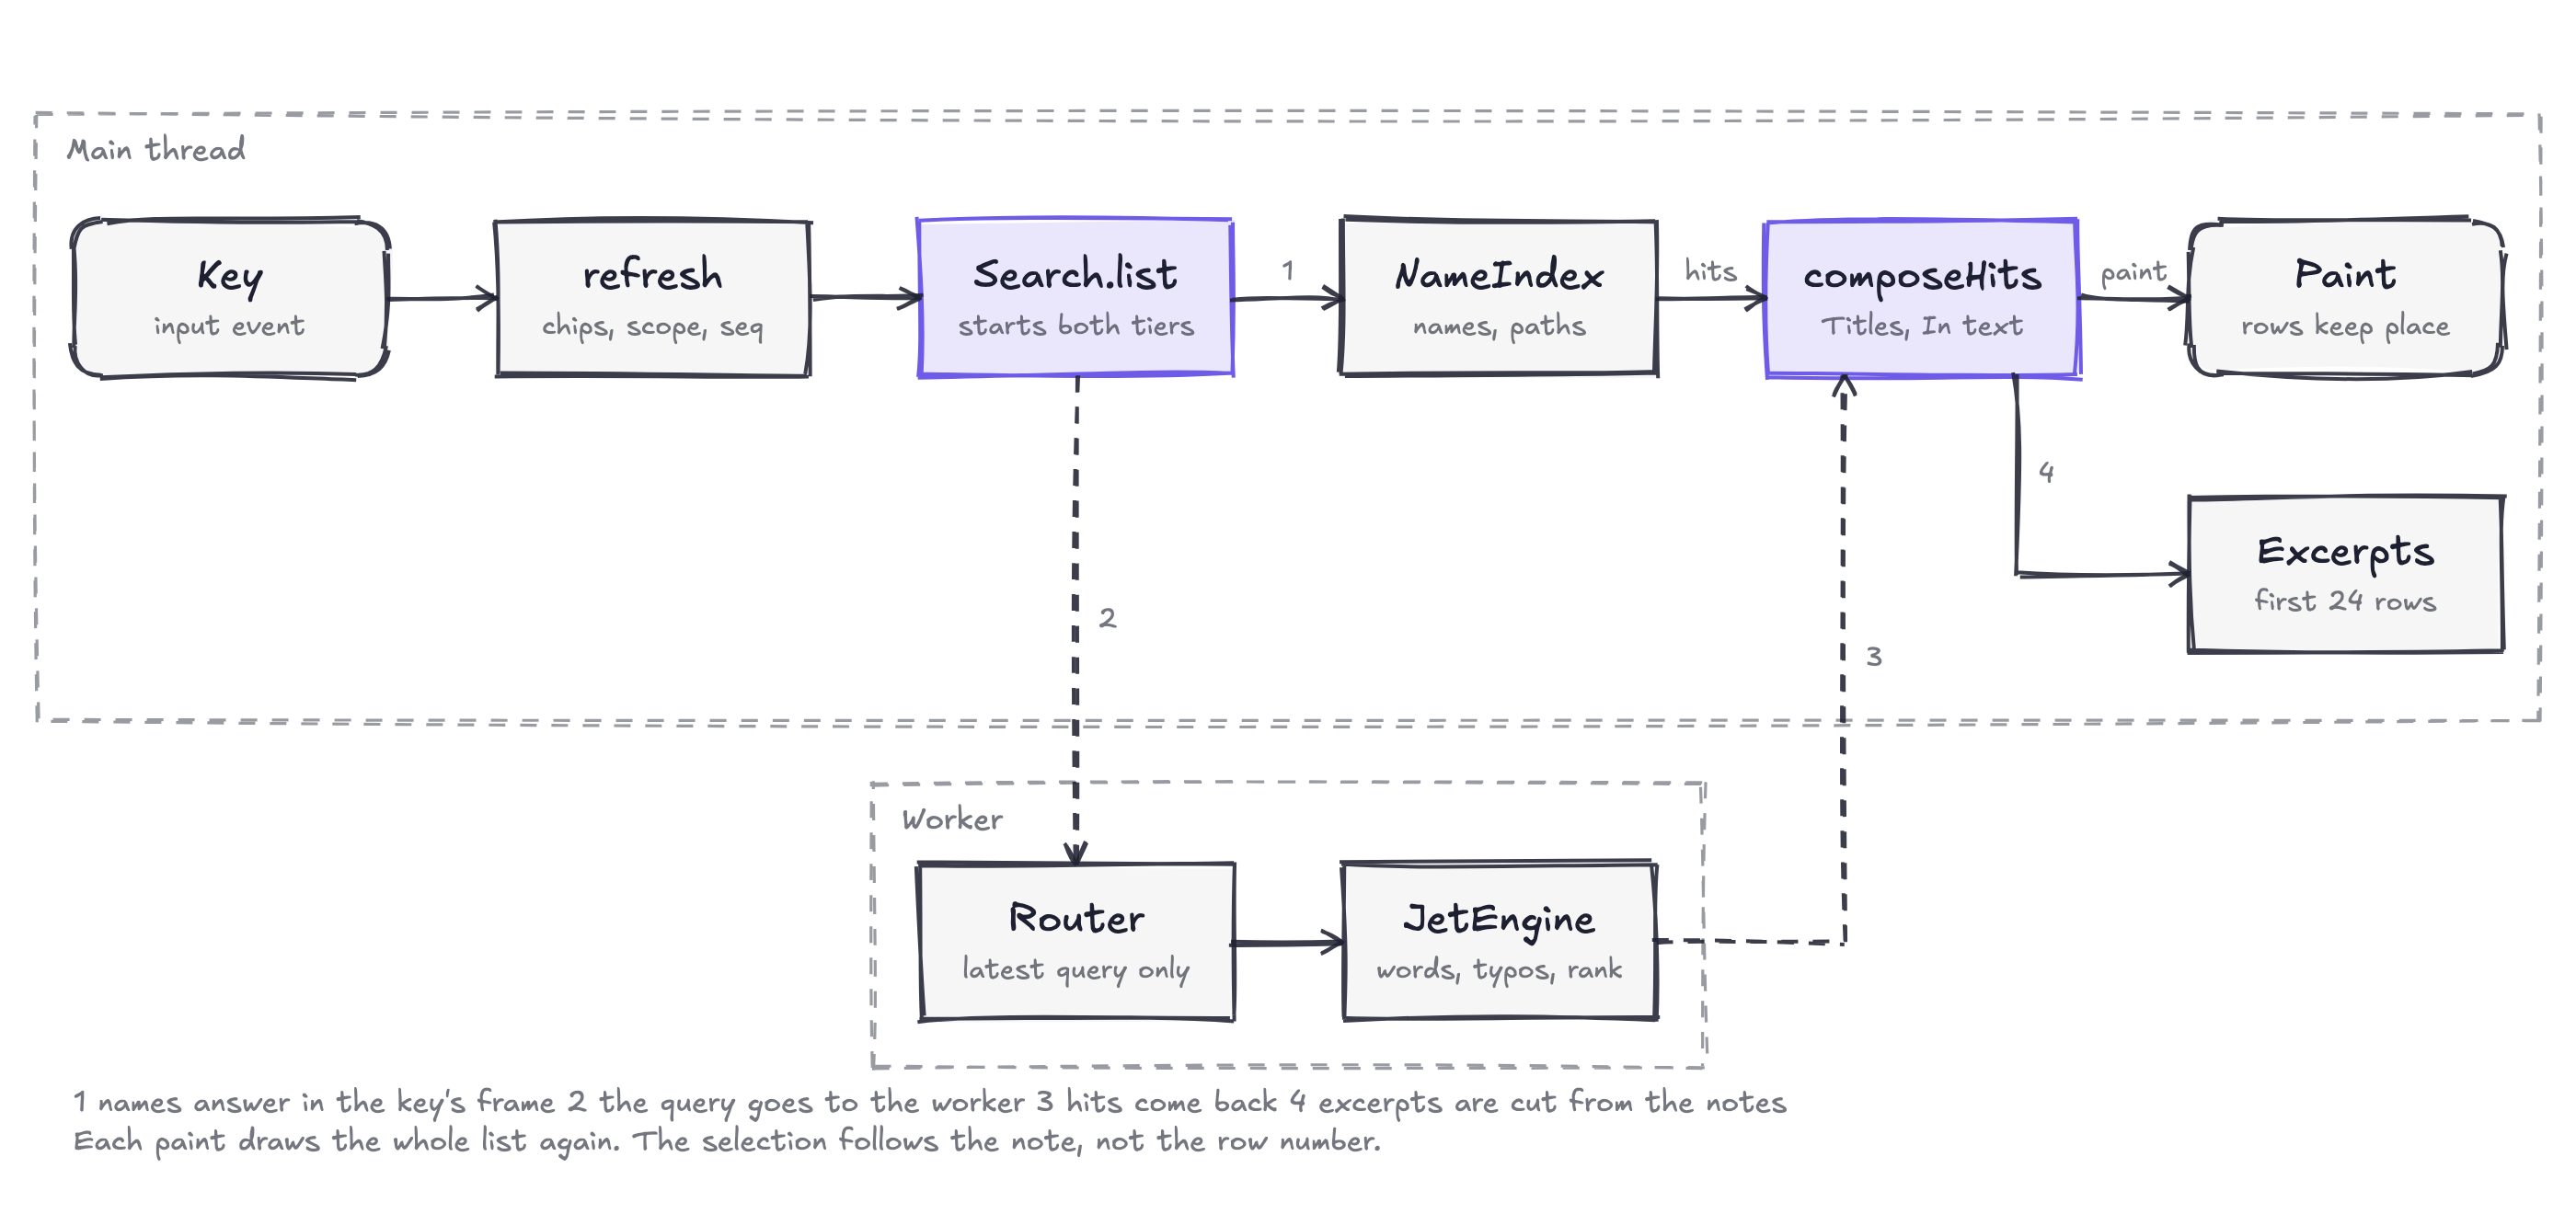 Main thread
Key
input event
refresh
chips, scope, seq
Search.list
starts both tiers
1
NameIndex
names, paths
hits
composeHits
Titles, In text
paint
Paint
rows keep place
4
Excerpts
first 24 rows
2
3
Worker
Router
latest query only
JetEngine
words, typos, rank
1 names answer in the key's frame 2 the query goes to the worker 3 hits come back 4 excerpts are cut from the notes
Each paint draws the whole list again. The selection follows the note, not the row number.